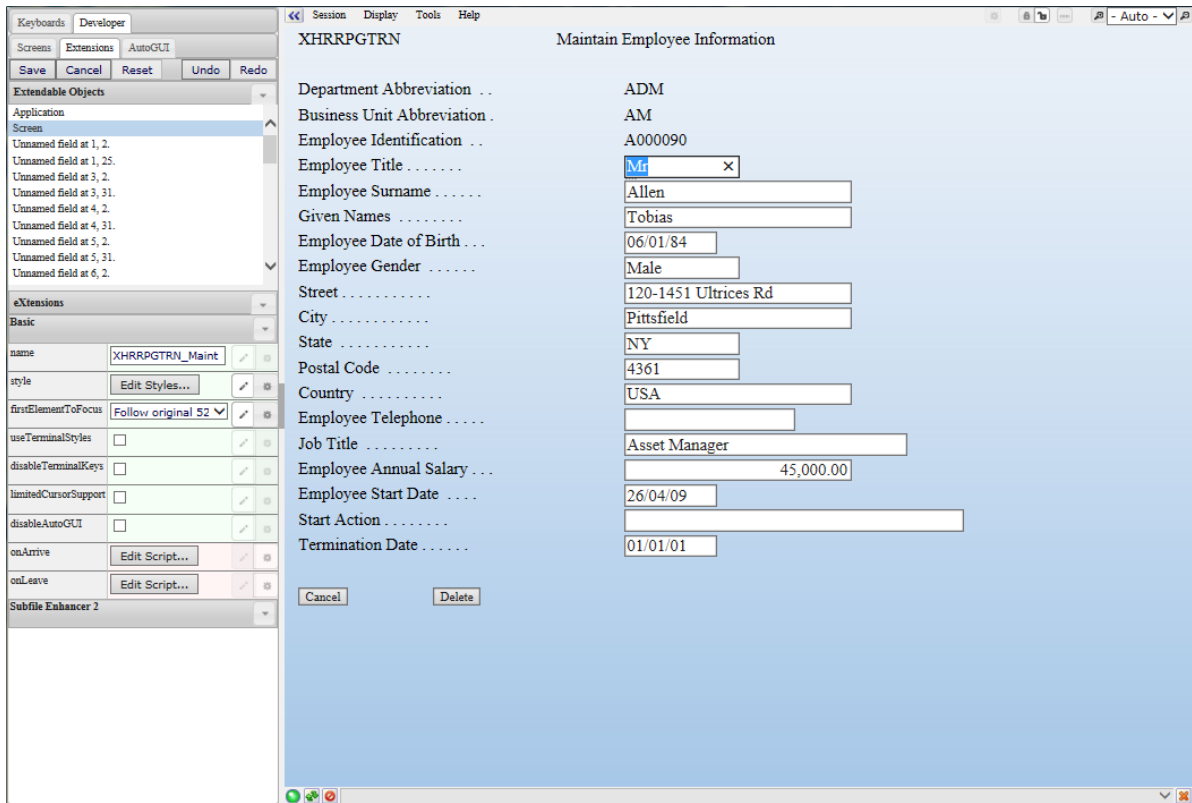 Keyboards Developer
Screens Extensions AutoGUI
Save Cancel Reset Undo Redo
Extendable Objects
Application
Screen
Unnamed field at 1, 2.
Unnamed field at 1, 25.
Unnamed field at 3, 2.
Unnamed field at 3, 31.
Unnamed field at 4, 2.
Unnamed field at 4, 31.
Unnamed field at 5, 2.
Unnamed field at 5, 31.
Unnamed field at 6, 2.
eXtensions
Basic
name XHRRPGTRN_Maint
style Edit Styles...
firstElementToFocus Follow original 52
useTerminalStyles
disableTerminalKeys
limitedCursorSupport
disableAutoGUI
onArrive Edit Script...
onLeave Edit Script...
Subfile Enhancer 2
Session Display Tools Help - Auto -
XHRRPGTRN Maintain Employee Information
Department Abbreviation . . ADM
Business Unit Abbreviation . AM
Employee Identification . . A000090
Employee Title . . . . . . . Mr
Employee Surname . . . . . . Allen
Given Names . . . . . . . . Tobias
Employee Date of Birth . . . 06/01/84
Employee Gender . . . . . . Male
Street . . . . . . . . . . . 120-1451 Ultrices Rd
City . . . . . . . . . . . . Pittsfield
State . . . . . . . . . . . NY
Postal Code . . . . . . . . 4361
Country . . . . . . . . . . USA
Employee Telephone . . . . .
Job Title . . . . . . . . . Asset Manager
Employee Annual Salary . . . 45,000.00
Employee Start Date . . . . 26/04/09
Start Action . . . . . . . .
Termination Date . . . . . . 01/01/01
Cancel Delete